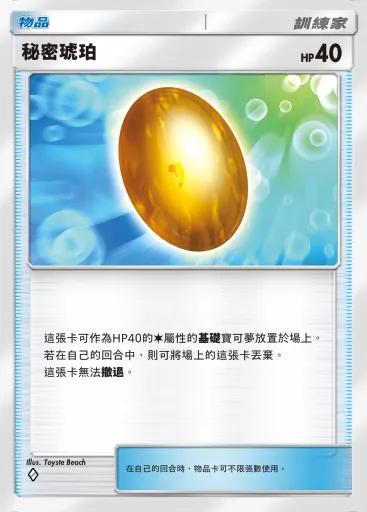 物品
訓練家
秘密琥珀
HP40
這張卡可作為HP40的✶屬性的基礎寶可夢放置於場上。
若在自己的回合中，則可將場上的這張卡丟棄。
這張卡無法撤退。
Illus. Toyste Beach
在自己的回合時，物品卡可不限張數使用。